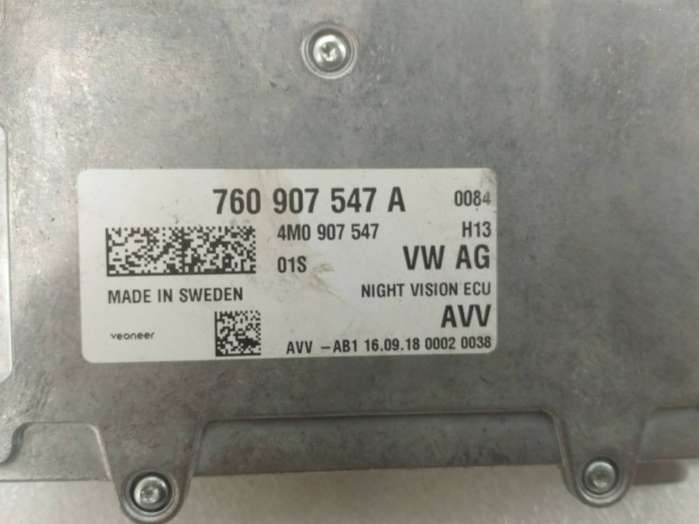 760 907 547 A 0084
4M0 907 547 H13
01S VW AG
MADE IN SWEDEN NIGHT VISION ECU
veoneer AVV
AVV -AB1 16.09.18 0002 0038